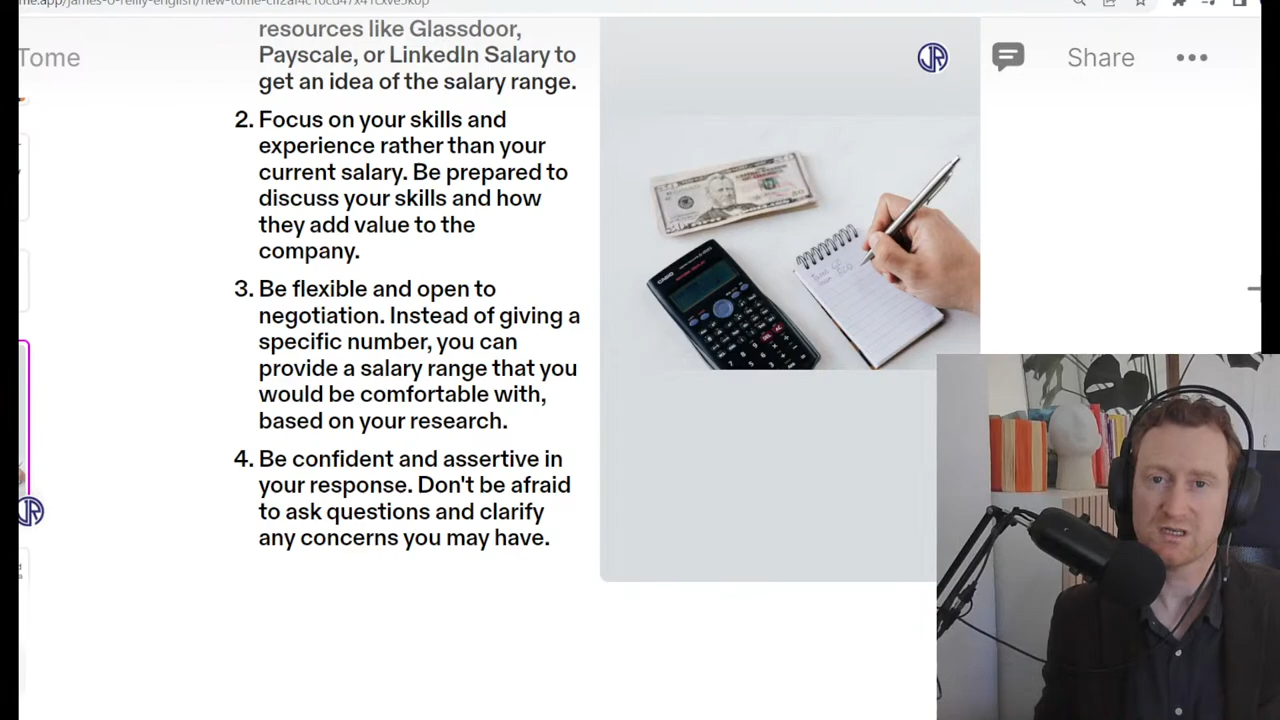 Tome
Share
resources like Glassdoor,
Payscale, or LinkedIn Salary to
get an idea of the salary range.
2. Focus on your skills and
experience rather than your
current salary. Be prepared to
discuss your skills and how
they add value to the
company.
3. Be flexible and open to
negotiation. Instead of giving a
specific number, you can
provide a salary range that you
would be comfortable with,
based on your research.
4. Be confident and assertive in
your response. Don't be afraid
to ask questions and clarify
any concerns you may have.
JR
CASIO
JR